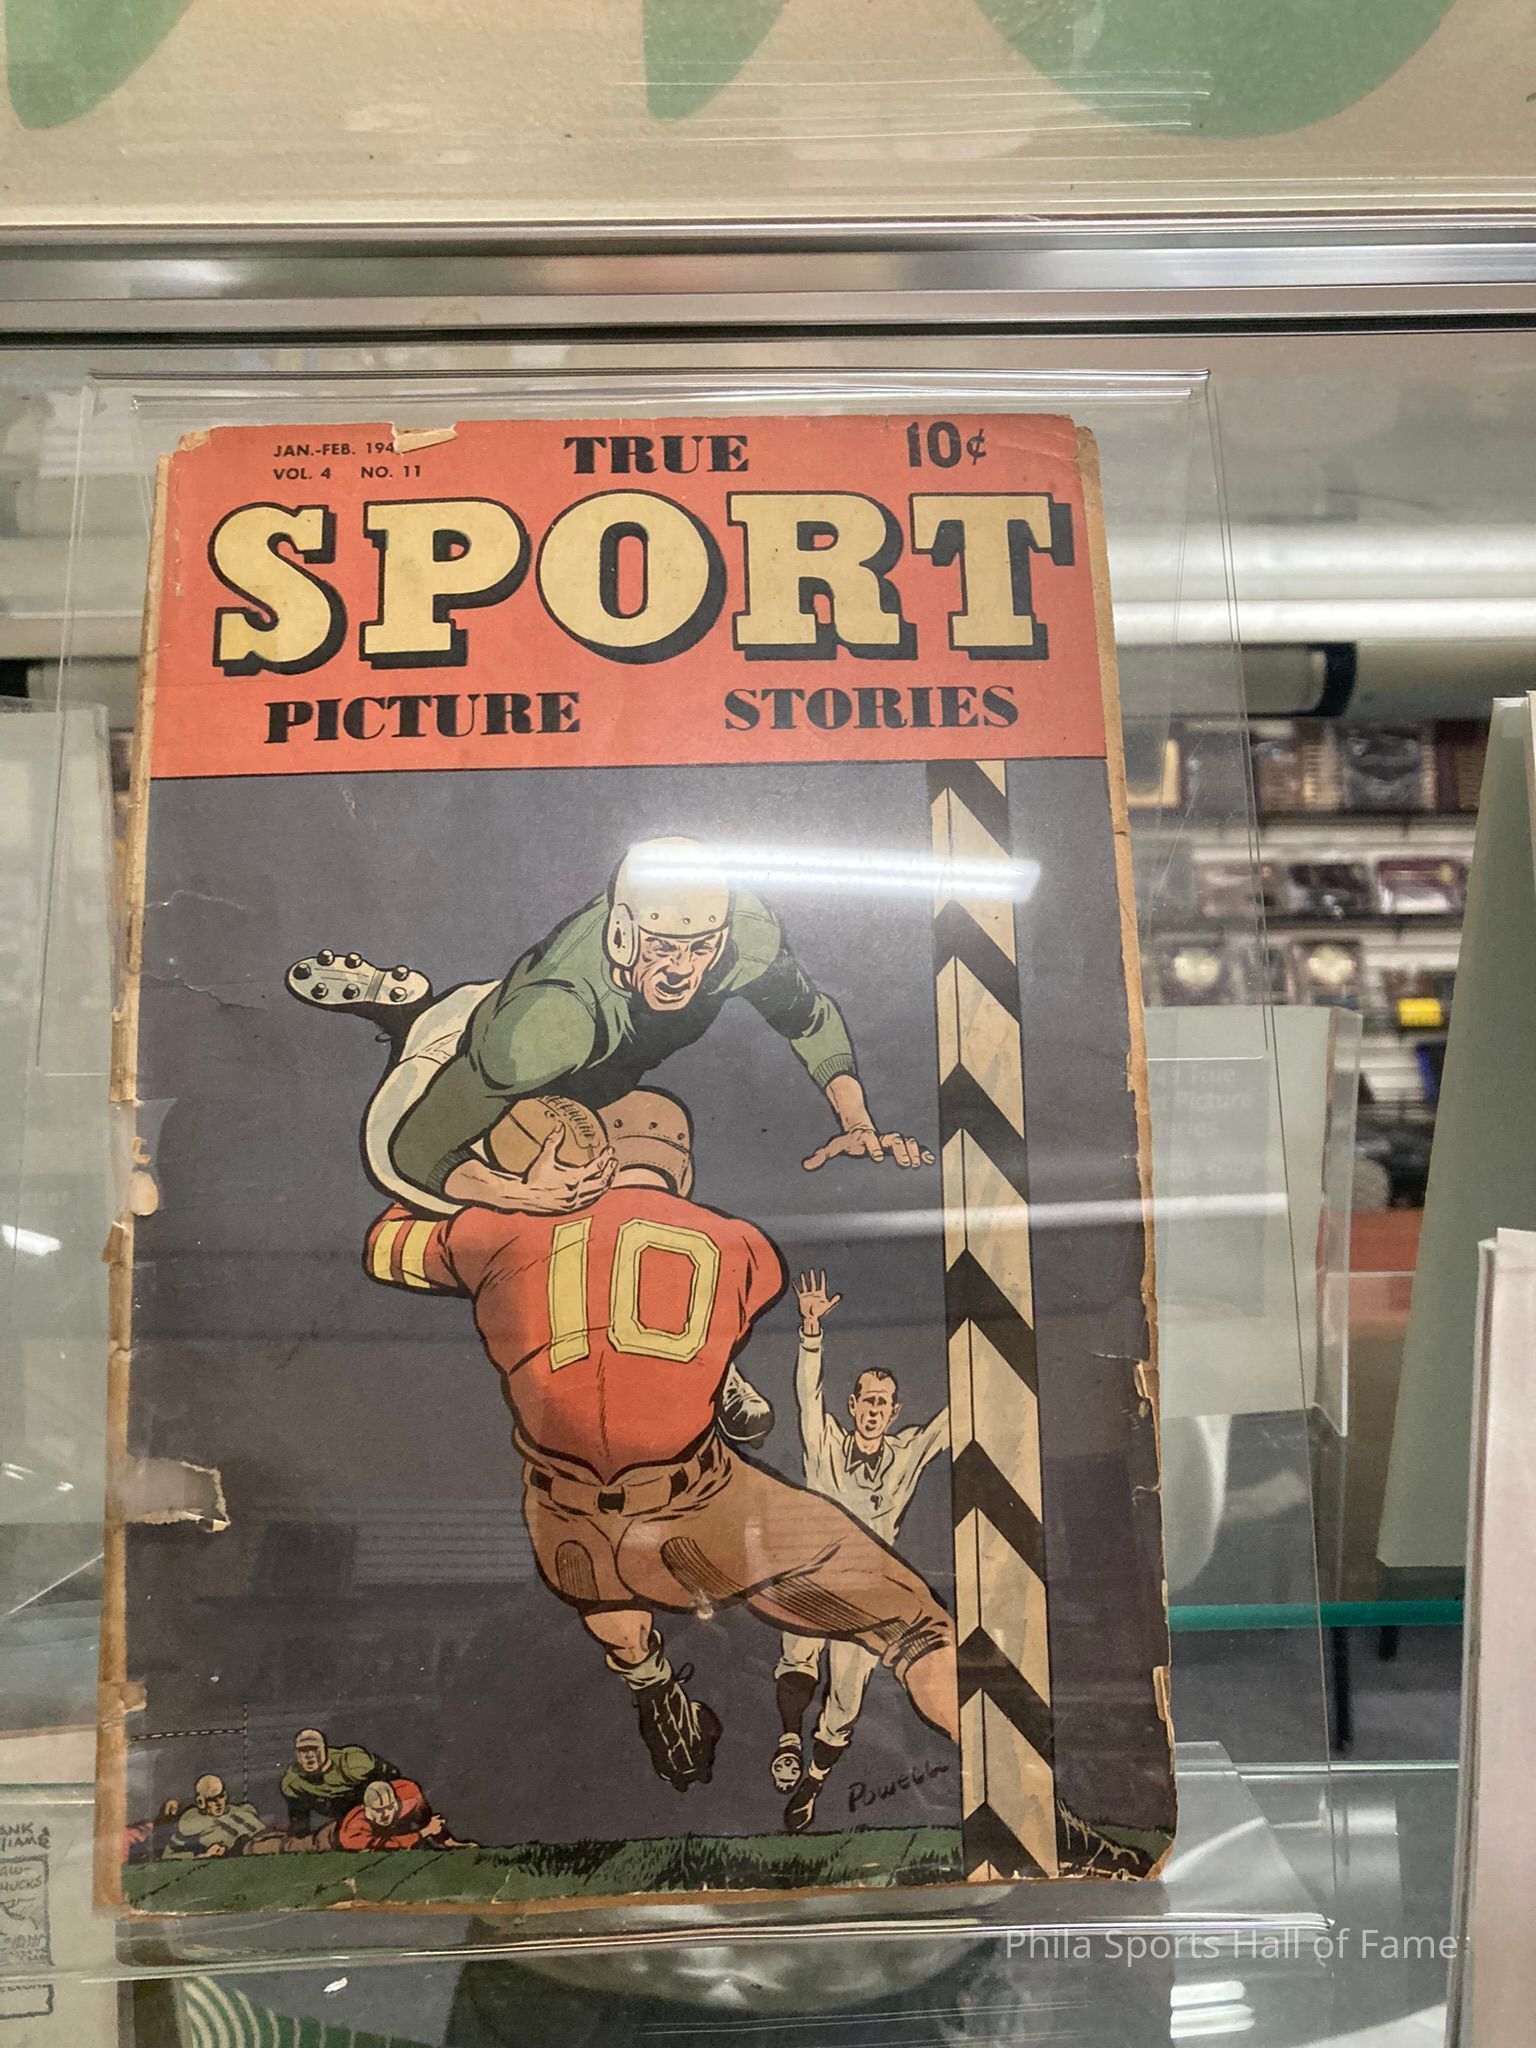 JAN.-FEB. 194
VOL. 4 NO. 11
TRUE
10¢
SPORT
PICTURE STORIES
10
POWELL
Phila Sports Hall of Fame